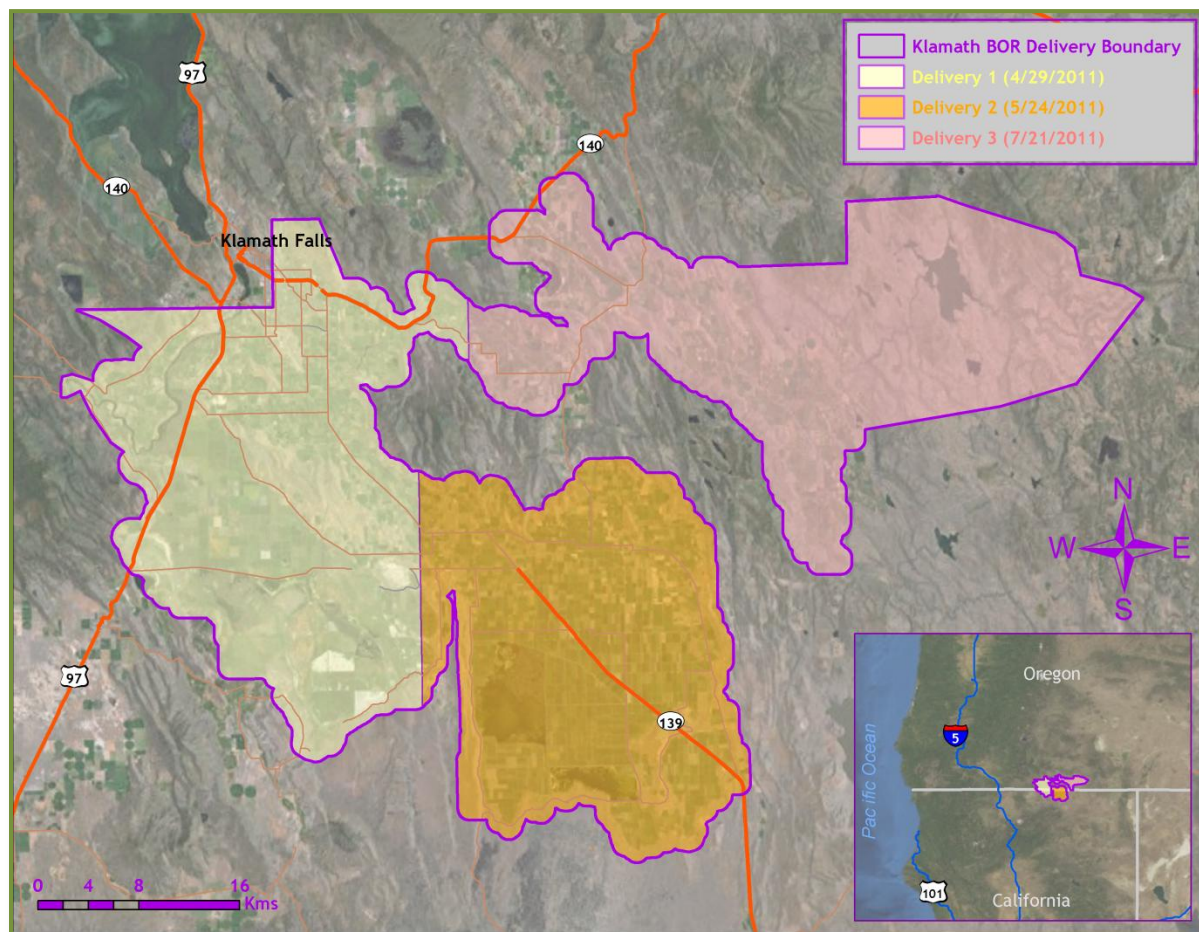 Klamath BOR Delivery Boundary
Delivery 1 (4/29/2011)
Delivery 2 (5/24/2011)
Delivery 3 (7/21/2011)
97
140
140
Klamath Falls
N
W E
S
97
139
Oregon
5
Pacific Ocean
101
California
0 4 8 16
Kms